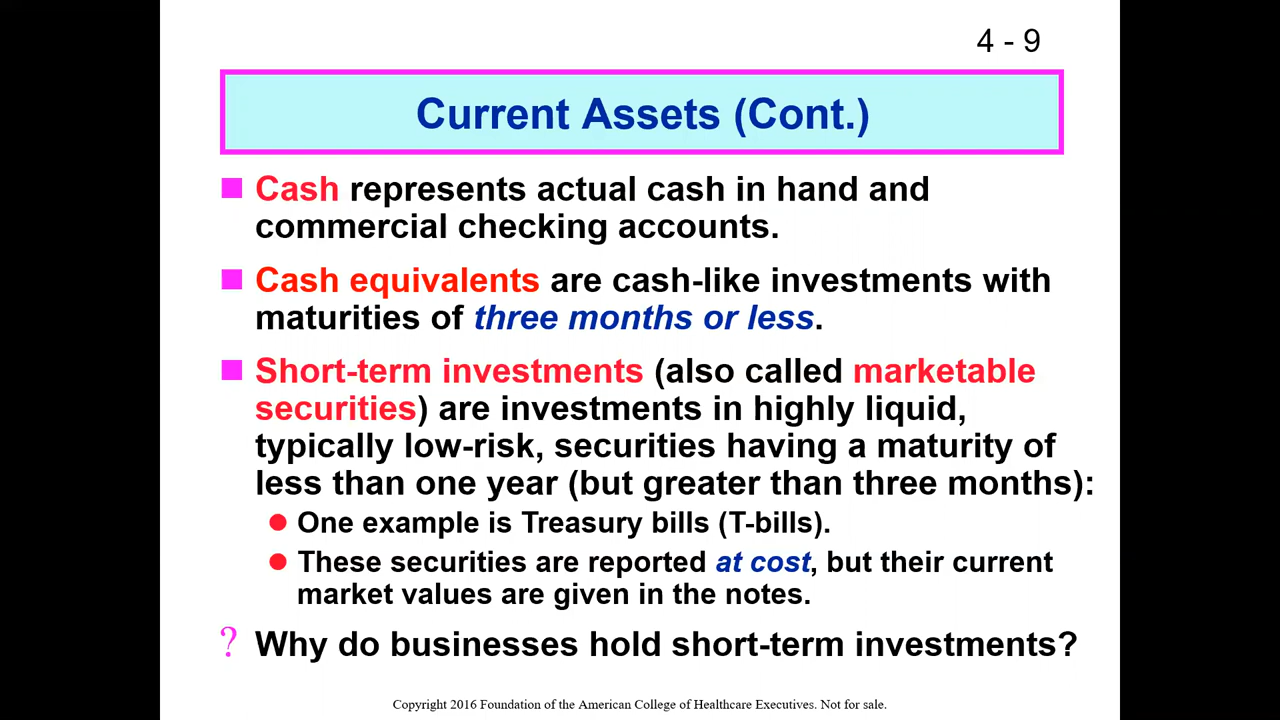 4 - 9
Current Assets (Cont.)
Cash represents actual cash in hand and
commercial checking accounts.
Cash equivalents are cash-like investments with
maturities of three months or less.
Short-term investments (also called marketable
securities) are investments in highly liquid,
typically low-risk, securities having a maturity of
less than one year (but greater than three months):
One example is Treasury bills (T-bills).
These securities are reported at cost, but their current
market values are given in the notes.
? Why do businesses hold short-term investments?
Copyright 2016 Foundation of the American College of Healthcare Executives. Not for sale.